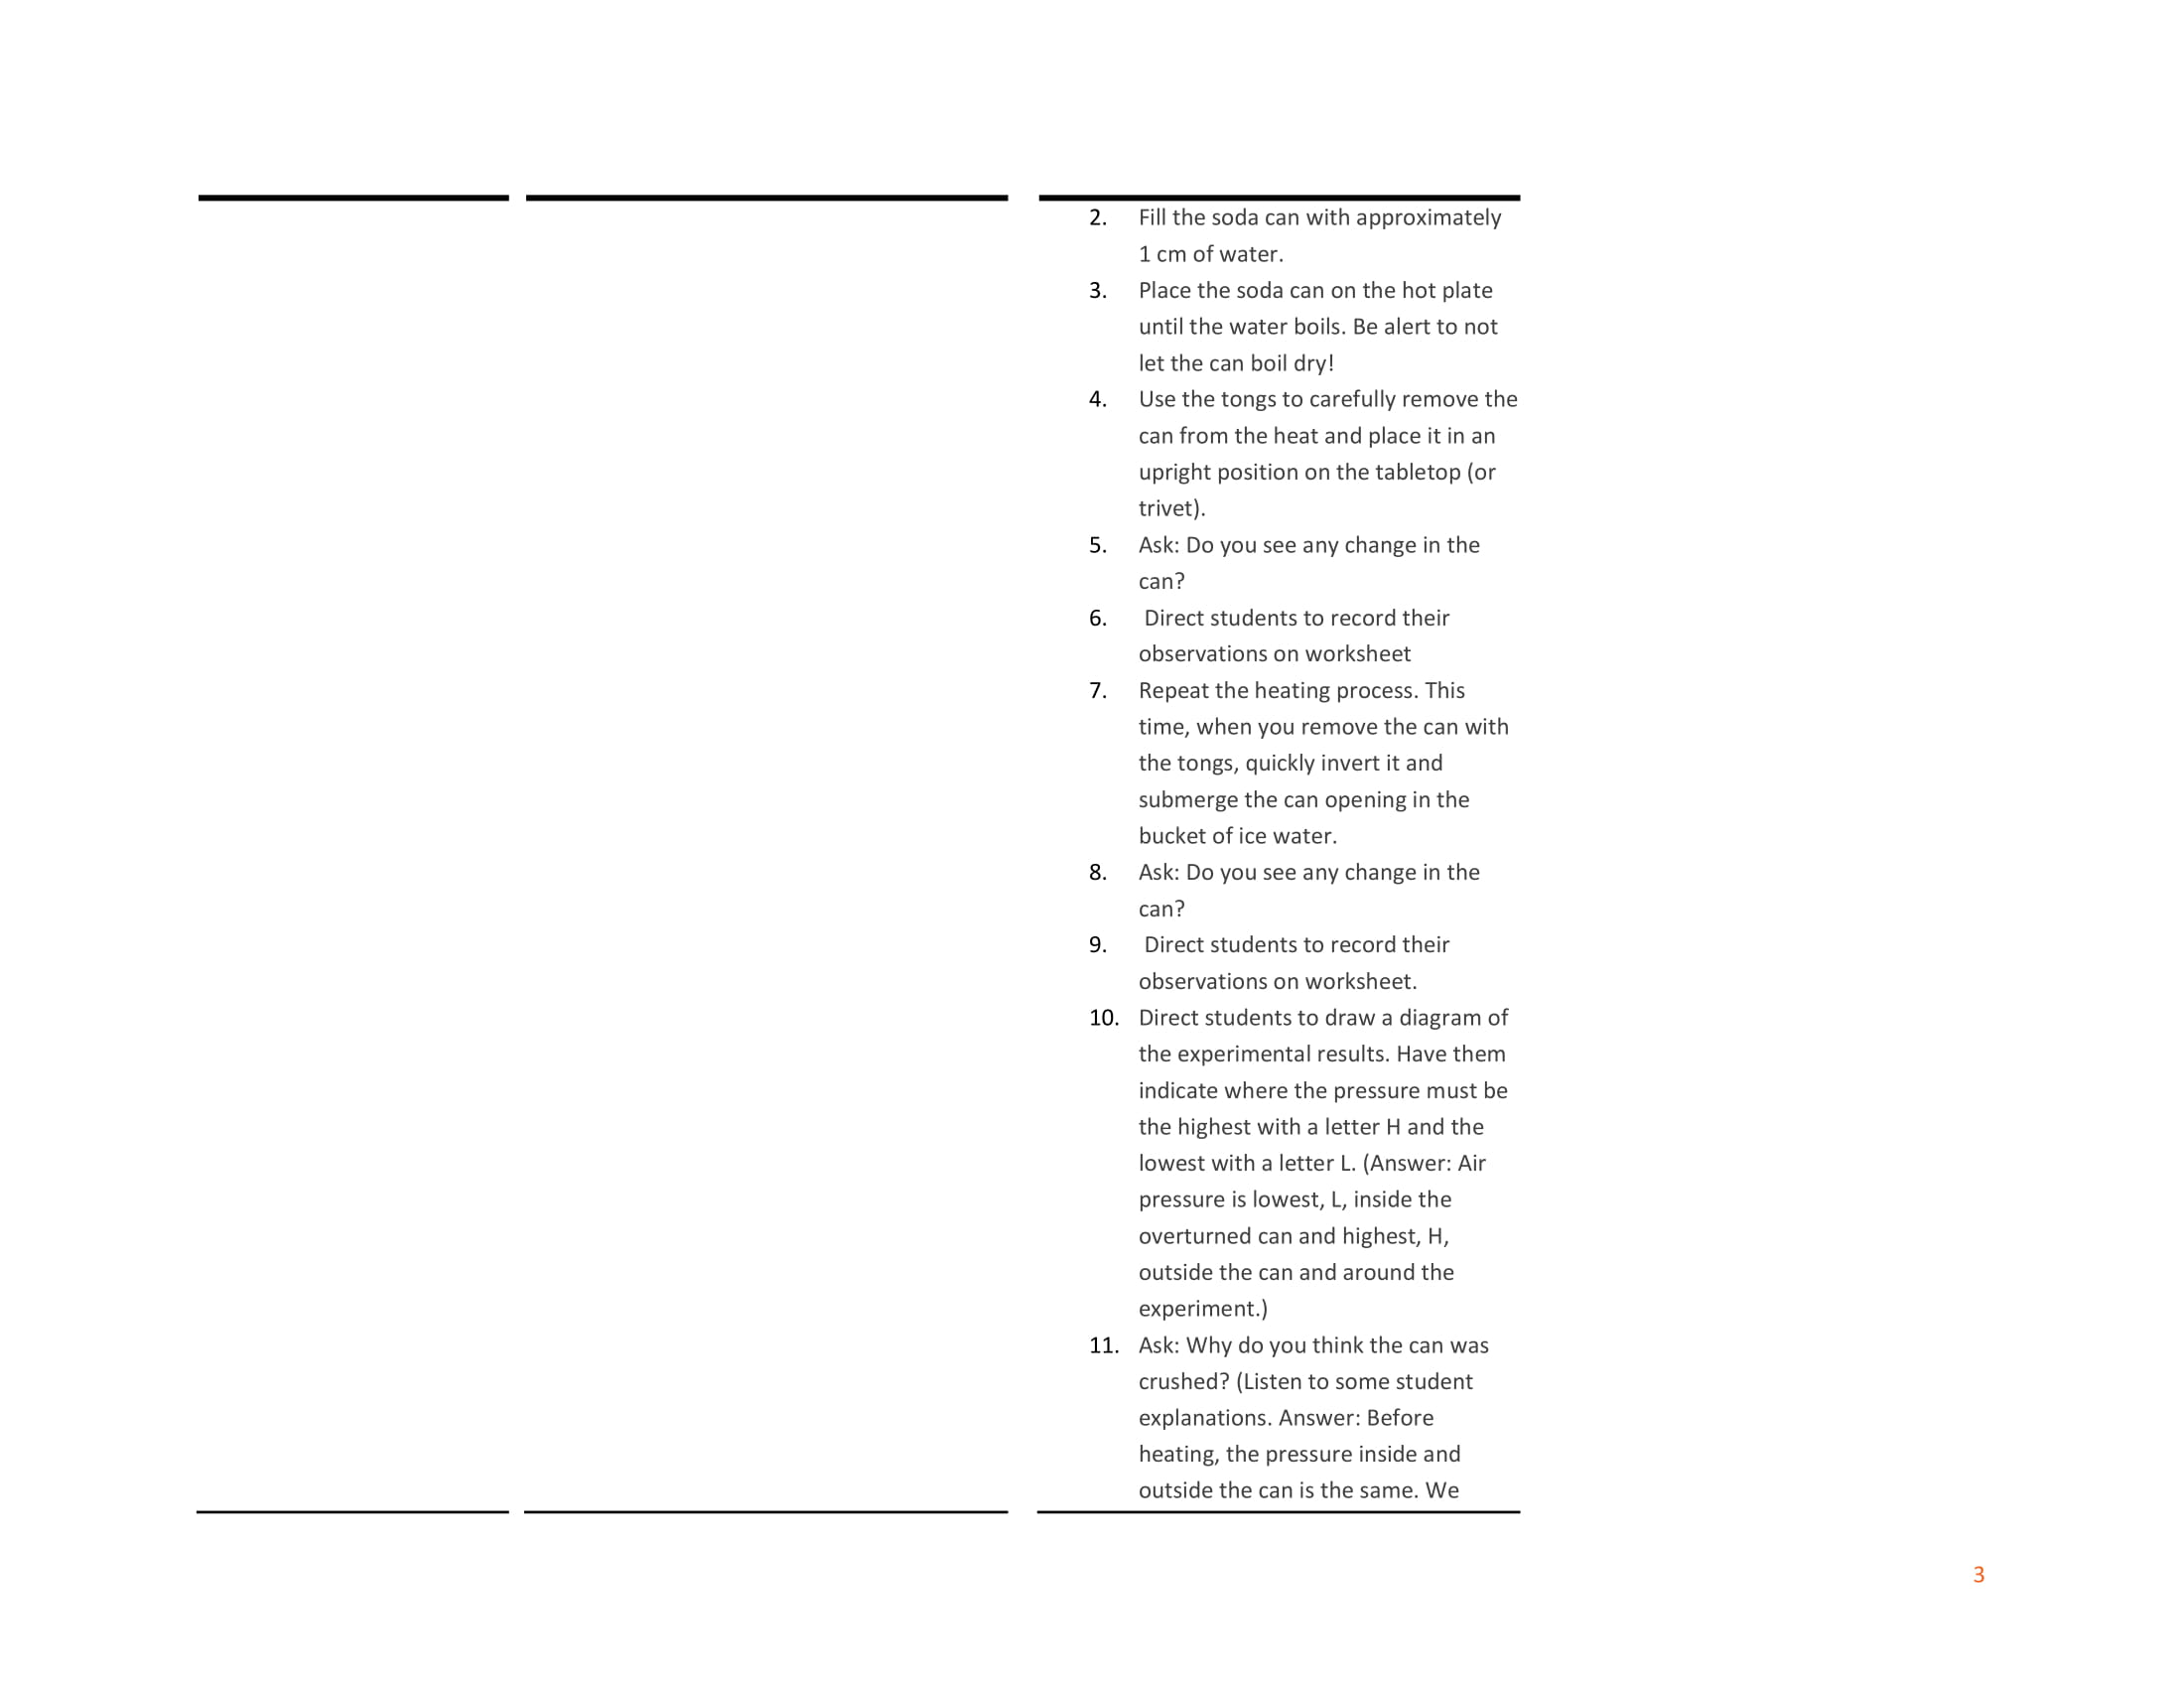 2. Fill the soda can with approximately
1 cm of water.
3. Place the soda can on the hot plate
until the water boils. Be alert to not
let the can boil dry!
4. Use the tongs to carefully remove the
can from the heat and place it in an
upright position on the tabletop (or
trivet).
5. Ask: Do you see any change in the
can?
6. Direct students to record their
observations on worksheet
7. Repeat the heating process. This
time, when you remove the can with
the tongs, quickly invert it and
submerge the can opening in the
bucket of ice water.
8. Ask: Do you see any change in the
can?
9. Direct students to record their
observations on worksheet.
10. Direct students to draw a diagram of
the experimental results. Have them
indicate where the pressure must be
the highest with a letter H and the
lowest with a letter L. (Answer: Air
pressure is lowest, L, inside the
overturned can and highest, H,
outside the can and around the
experiment.)
11. Ask: Why do you think the can was
crushed? (Listen to some student
explanations. Answer: Before
heating, the pressure inside and
outside the can is the same. We
3